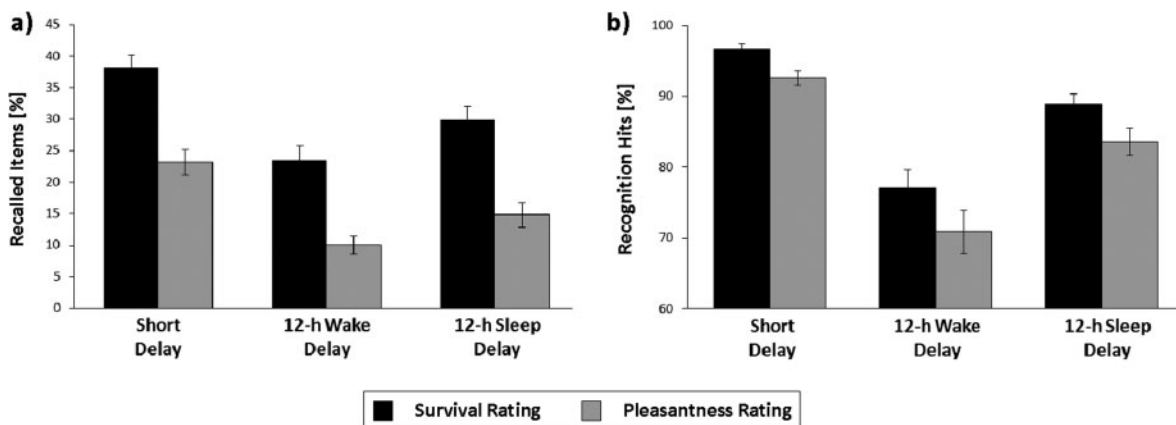 a)
Recalled Items [%]
45
40
35
30
25
20
15
10
5
0
Short
Delay
12-h Wake
Delay
12-h Sleep
Delay
b)
Recognition Hits [%]
100
90
80
70
60
Short
Delay
12-h Wake
Delay
12-h Sleep
Delay
Survival Rating
Pleasantness Rating